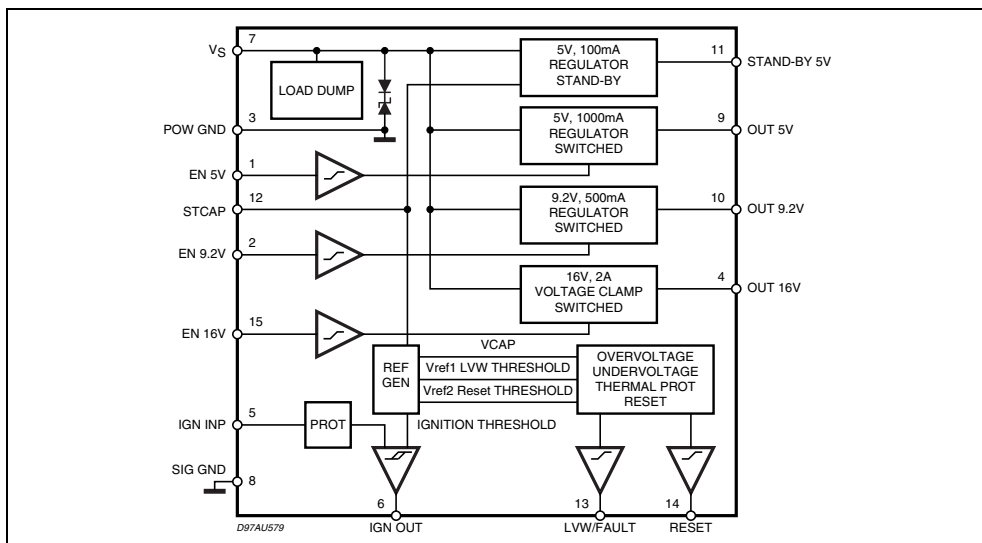 7
VS
5V, 100mA
REGULATOR
STAND-BY
11
STAND-BY 5V
LOAD DUMP
3
POW GND
5V, 1000mA
REGULATOR
SWITCHED
9
OUT 5V
1
EN 5V
12
STCAP
9.2V, 500mA
REGULATOR
SWITCHED
10
OUT 9.2V
2
EN 9.2V
16V, 2A
VOLTAGE CLAMP
SWITCHED
4
OUT 16V
15
EN 16V
VCAP
REF
GEN
Vref1 LVW THRESHOLD
Vref2 Reset THRESHOLD
OVERVOLTAGE
UNDERVOLTAGE
THERMAL PROT
RESET
5
IGN INP
PROT
IGNITION THRESHOLD
SIG GND
8
6
13
14
D97AU579
IGN OUT
LVW/FAULT
RESET